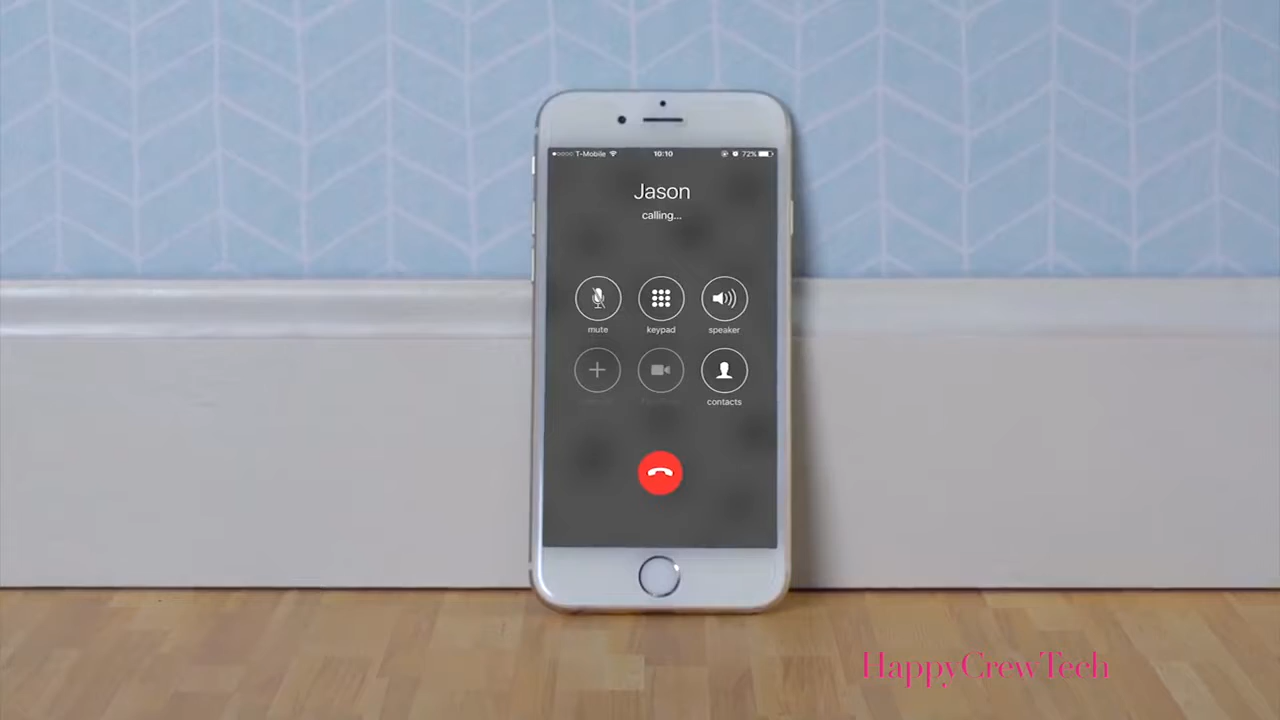 T-Mobile 10:10 72%
Jason
calling...
mute keypad speaker
contacts
HappyCrewTech